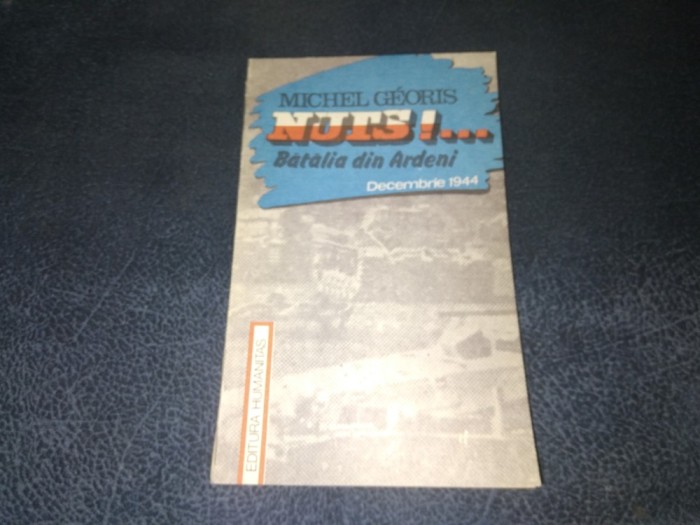 MICHEL GÉORIS
NUTS!...
Bătălia din Ardeni
Decembrie 1944
EDITURA HUMANITAS